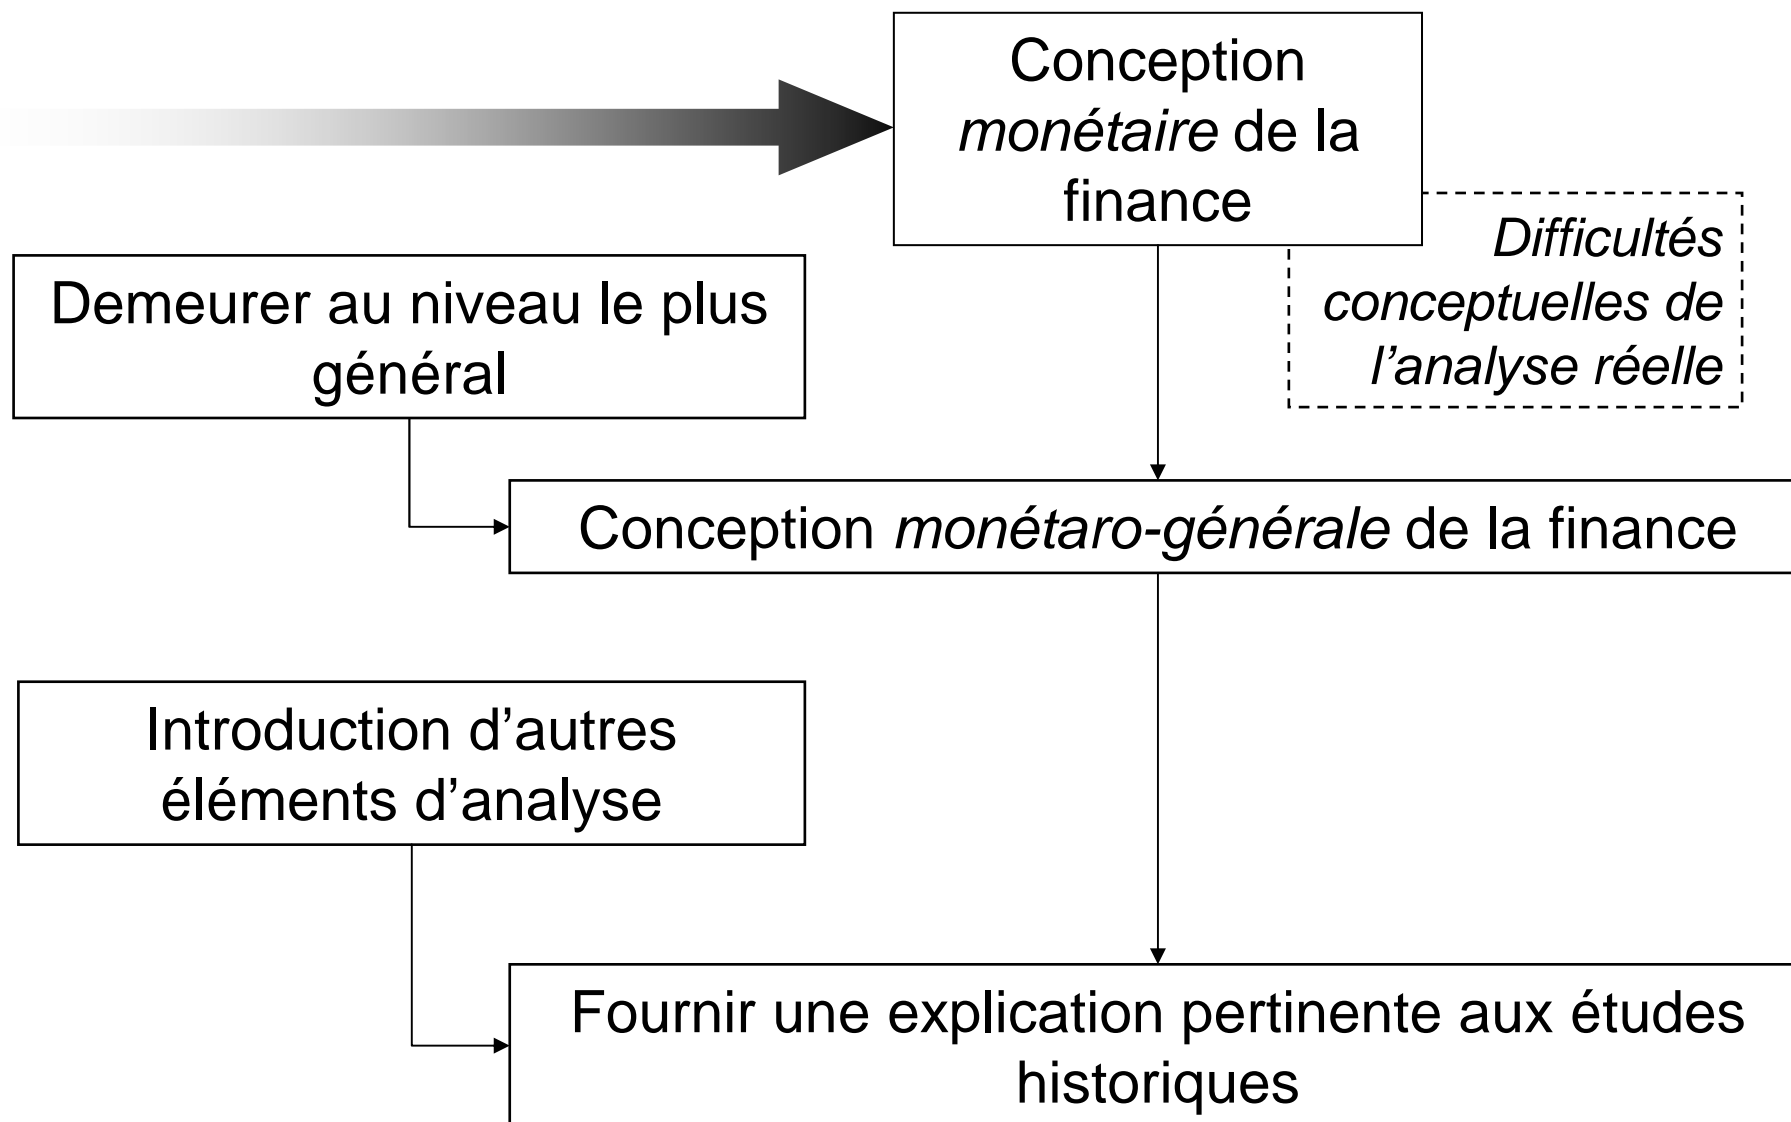 Conception
monétaire de la
finance
Difficultés
conceptuelles de
l’analyse réelle
Demeurer au niveau le plus
général
Conception monétaro-générale de la finance
Introduction d’autres
éléments d’analyse
Fournir une explication pertinente aux études
historiques